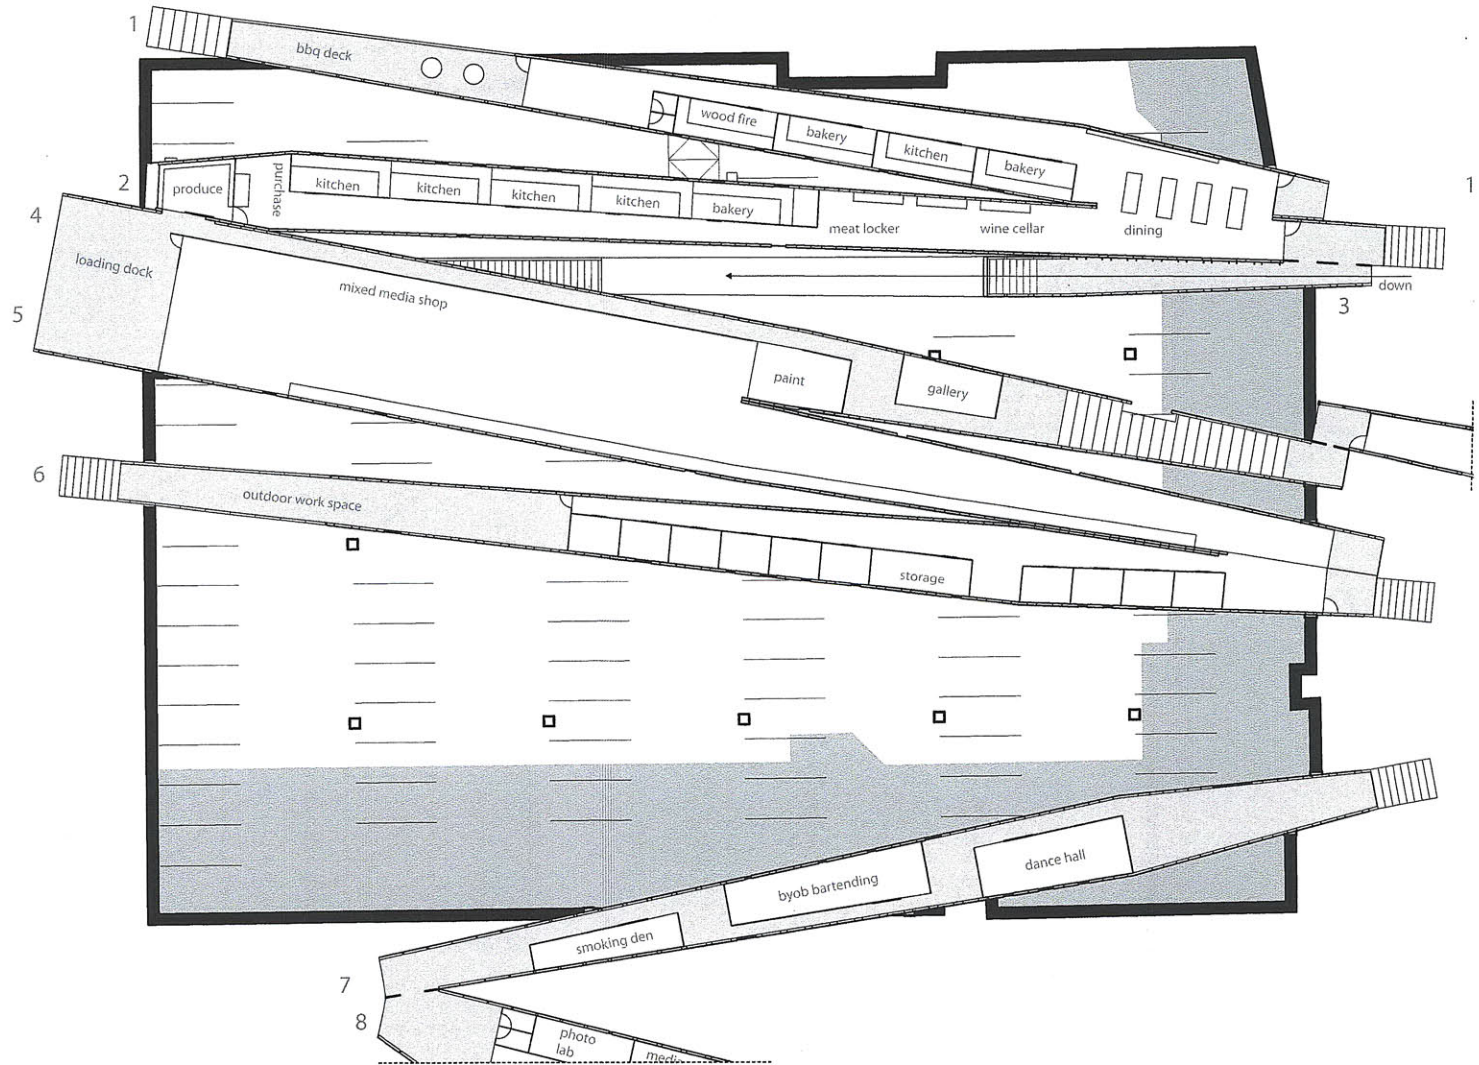 1
bbq deck
wood fire
bakery
kitchen
bakery
1
2
produce
purchase
kitchen
kitchen
kitchen
kitchen
bakery
meat locker
wine cellar
dining
4
loading dock
mixed media shop
down
3
5
paint
gallery
6
outdoor work space
storage
dance hall
byob bartending
smoking den
7
8
photo
lab